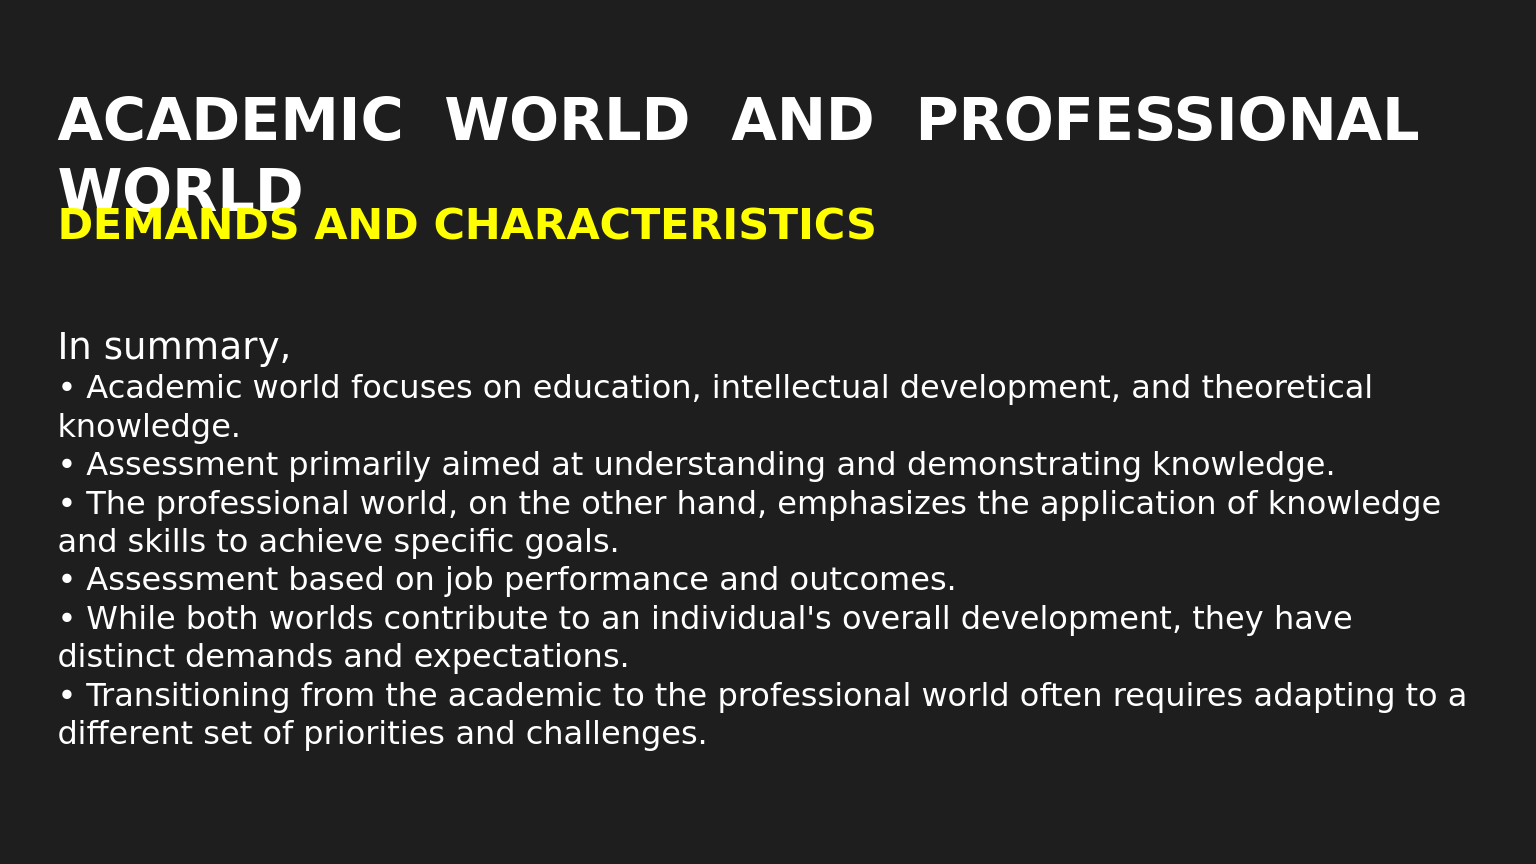 ACADEMIC WORLD AND PROFESSIONAL
WORLD
DEMANDS AND CHARACTERISTICS
In summary,
• Academic world focuses on education, intellectual development, and theoretical
knowledge.
• Assessment primarily aimed at understanding and demonstrating knowledge.
• The professional world, on the other hand, emphasizes the application of knowledge
and skills to achieve specific goals.
• Assessment based on job performance and outcomes.
• While both worlds contribute to an individual's overall development, they have
distinct demands and expectations.
• Transitioning from the academic to the professional world often requires adapting to a
different set of priorities and challenges.